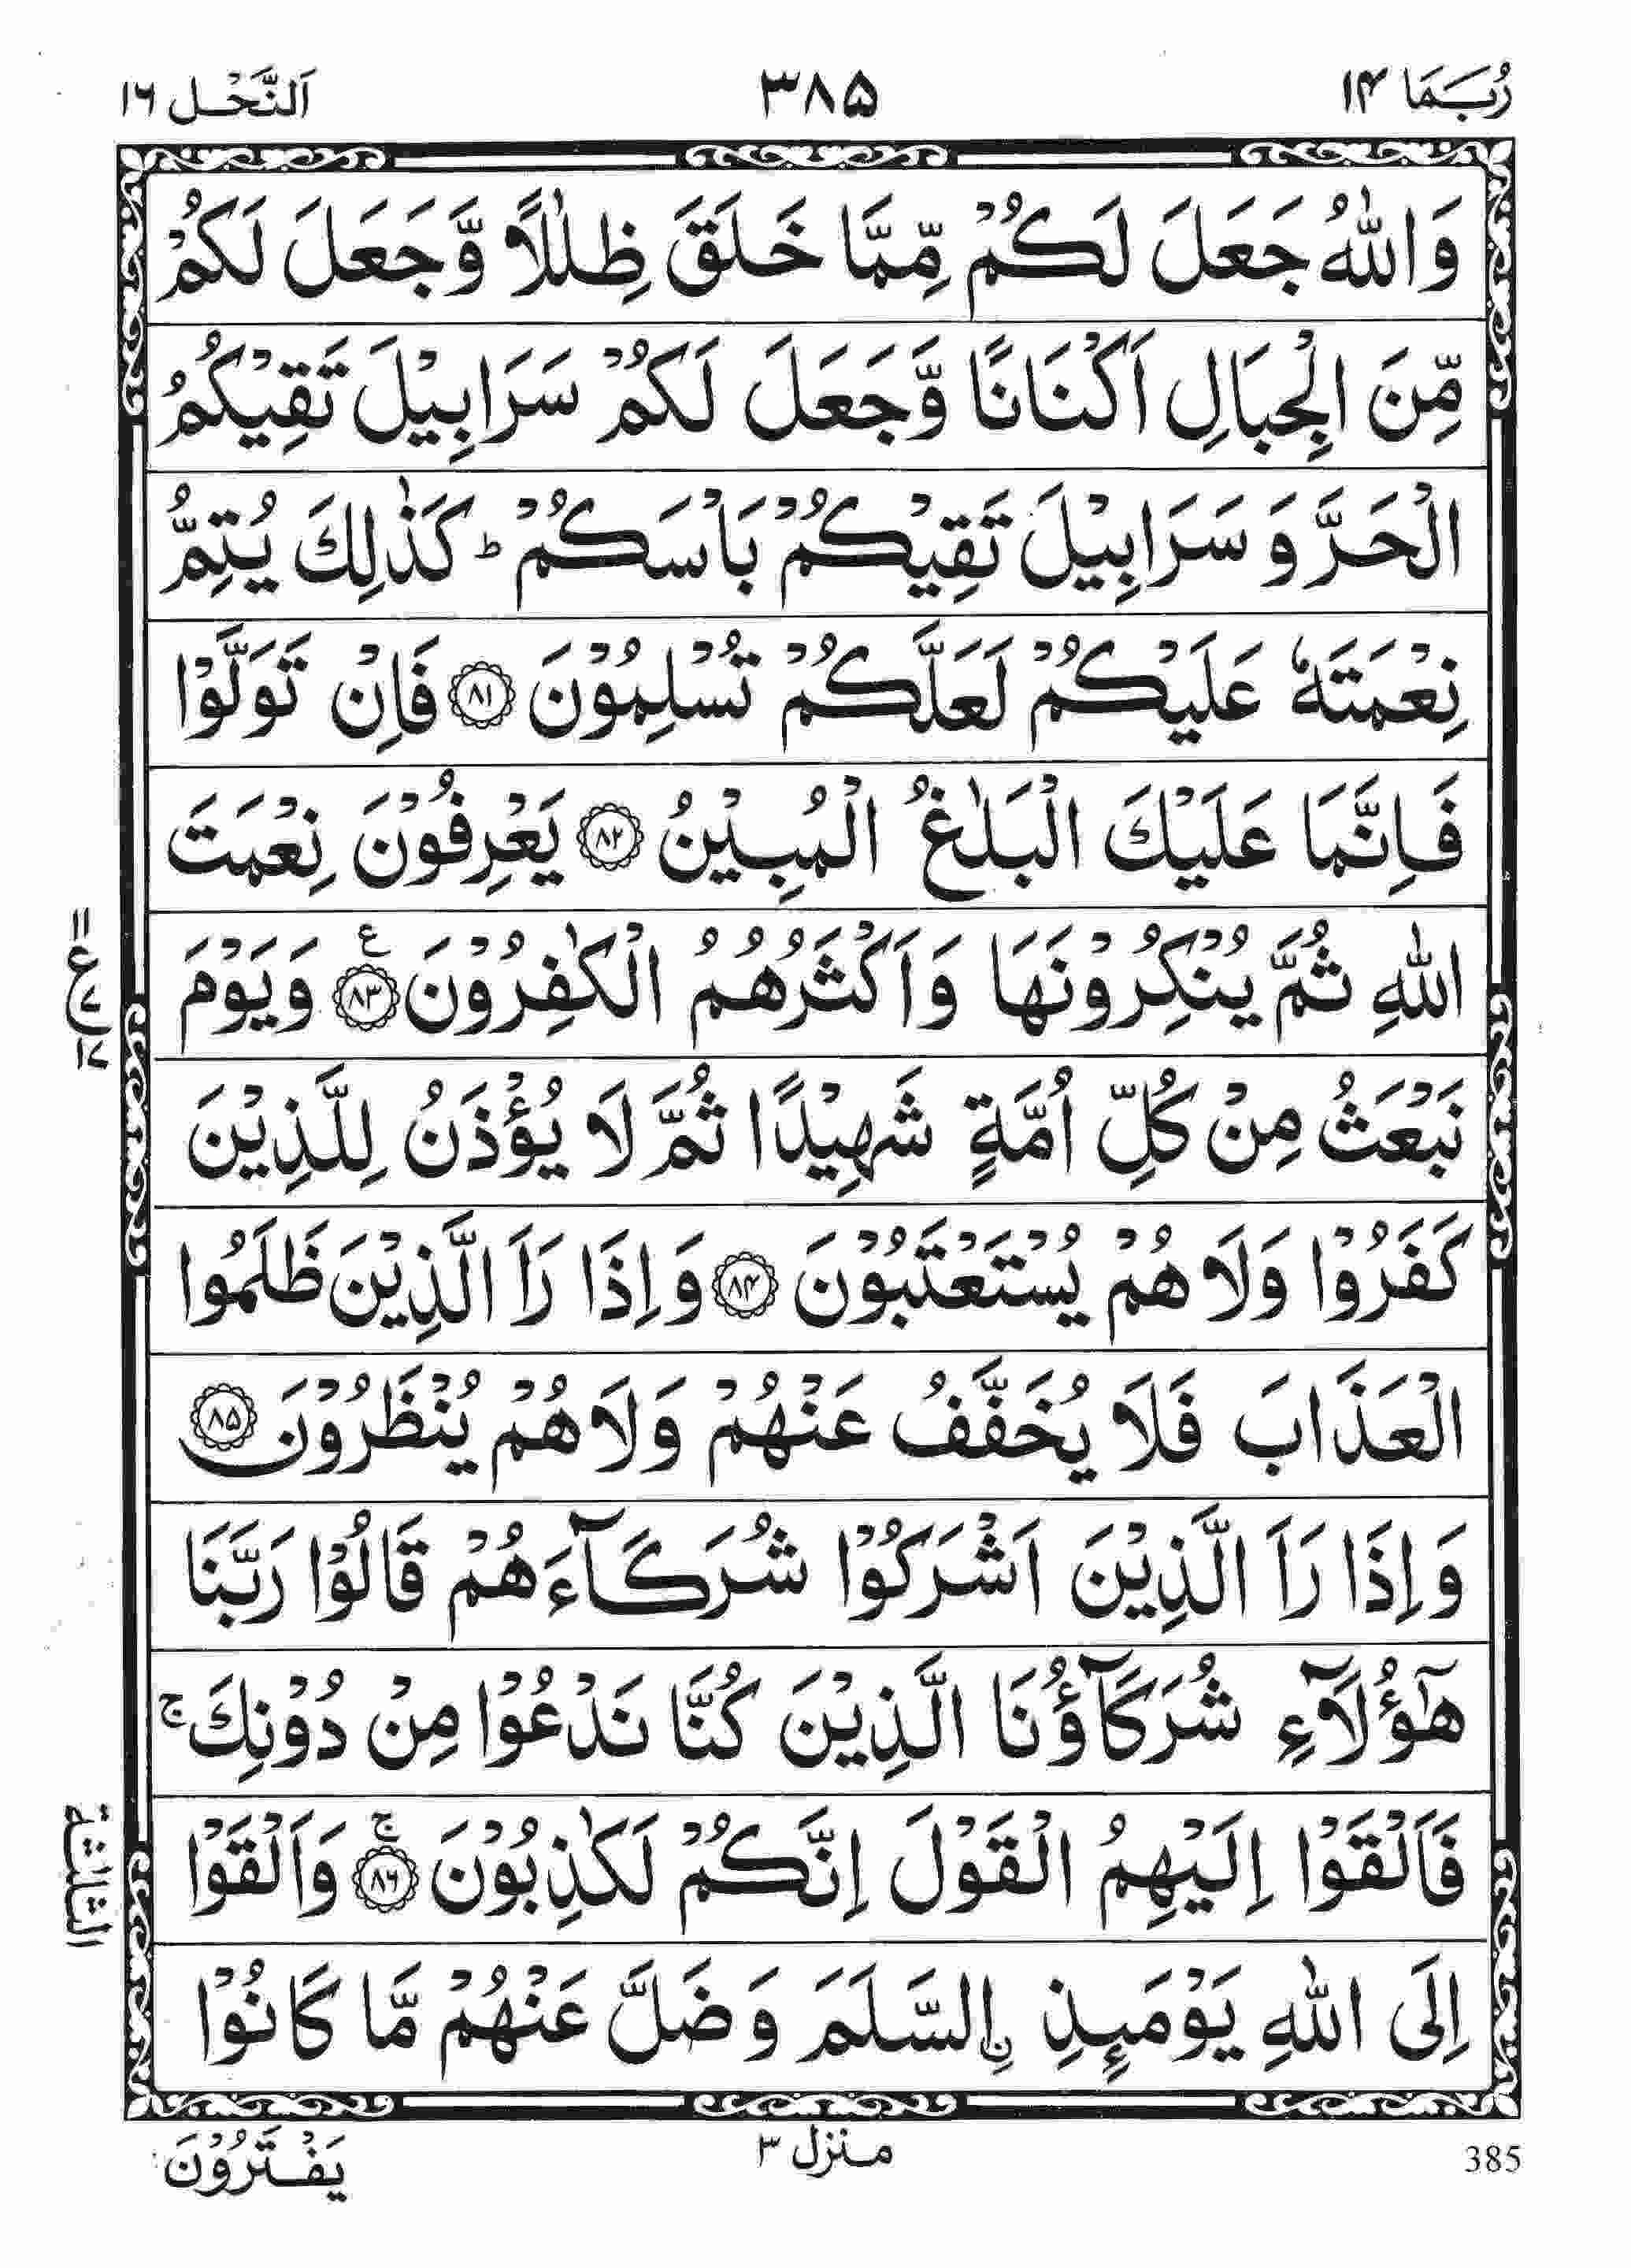 رُبَمَا ۱۴
۳۸۵
اَلنَّحْل ۱۶
وَاللّٰهُ جَعَلَ لَكُمْ مِّمَّا خَلَقَ ظِلٰلًا وَّجَعَلَ لَكُمْ
مِّنَ الْجِبَالِ اَكْنَانًا وَّجَعَلَ لَكُمْ سَرَابِيْلَ تَقِيْكُمُ
الْحَرَّ وَ سَرَابِيْلَ تَقِيْكُمْ بَاْسَكُمْ ؕ كَذٰلِكَ يُتِمُّ
نِعْمَتَهٗ عَلَيْكُمْ لَعَلَّكُمْ تُسْلِمُوْنَ ۸۱ فَاِنْ تَوَلَّوْا
فَاِنَّمَا عَلَيْكَ الْبَلٰغُ الْمُبِيْنُ ۸۲ يَعْرِفُوْنَ نِعْمَتَ
اللّٰهِ ثُمَّ يُنْكِرُوْنَهَا وَاَكْثَرُهُمُ الْكٰفِرُوْنَ ۸۳ ع وَيَوْمَ
۱۱ ع ۷ ۱۷
نَبْعَثُ مِنْ كُلِّ اُمَّةٍ شَهِيْدًا ثُمَّ لَا يُؤْذَنُ لِلَّذِيْنَ
كَفَرُوْا وَلَا هُمْ يُسْتَعْتَبُوْنَ ۸۴ وَ اِذَا رَاَ الَّذِيْنَ ظَلَمُوا
الْعَذَابَ فَلَا يُخَفَّفُ عَنْهُمْ وَلَا هُمْ يُنْظَرُوْنَ ۸۵
وَ اِذَا رَاَ الَّذِيْنَ اَشْرَكُوْا شُرَكَآءَهُمْ قَالُوْا رَبَّنَا
هٰٓؤُلَآءِ شُرَكَآؤُنَا الَّذِيْنَ كُنَّا نَدْعُوْا مِنْ دُوْنِكَ ۚ
فَاَلْقَوْا اِلَيْهِمُ الْقَوْلَ اِنَّكُمْ لَكٰذِبُوْنَ ۸۶ ۚ وَاَلْقَوْا
الثلثة
اِلَى اللّٰهِ يَوْمَىِٕذِ نِ̣السَّلَمَ وَ ضَلَّ عَنْهُمْ مَّا كَانُوْا
يَفْتَرُوْنَ
منزل ۳
385